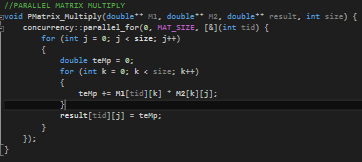 //PARALLEL MATRIX MULTIPLY
void PMatrix_Multiply(double** M1, double** M2, double** result, int size) {
concurrency::parallel_for(0, MAT_SIZE, [&](int tid) {
for (int j = 0; j < size; j++)
{
double teMp = 0;
for (int k = 0; k < size; k++)
{
teMp += M1[tid][k] * M2[k][j];
}
result[tid][j] = teMp;
}
});
}